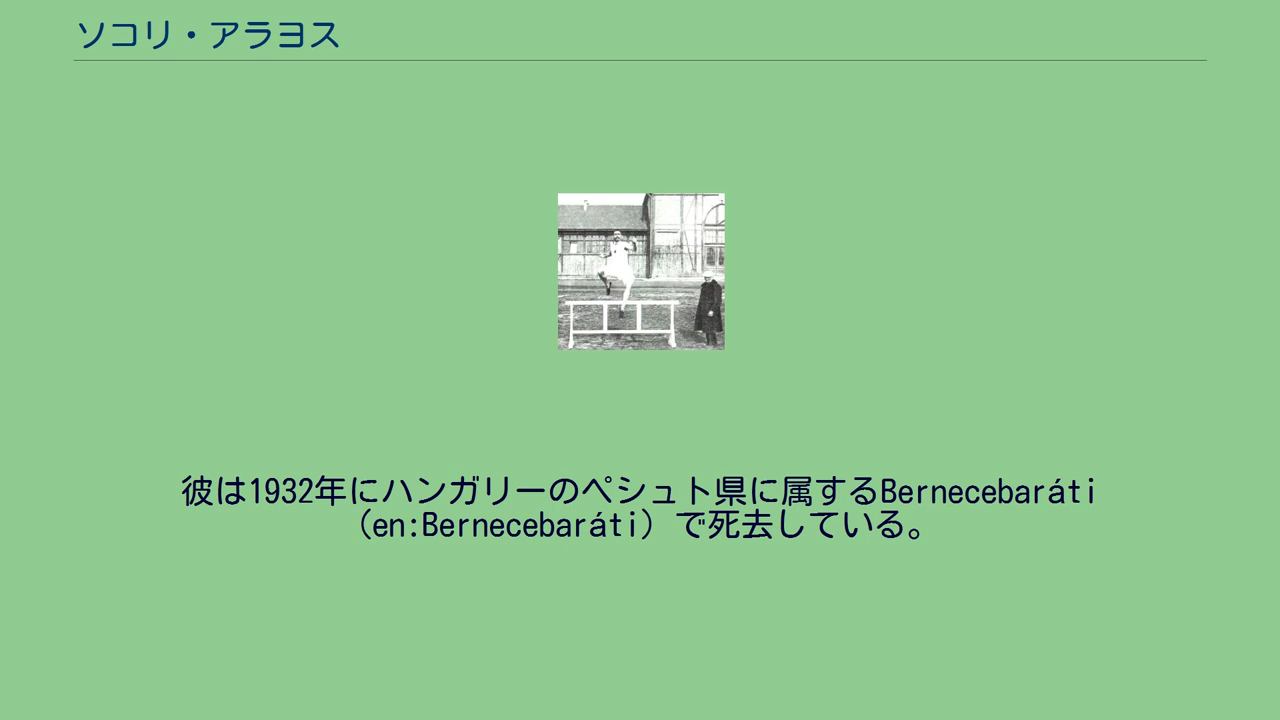 ソコリ・アラヨス
彼は1932年にハンガリーのペシュト県に属するBernecebaráti
（en:Bernecebaráti）で死去している。